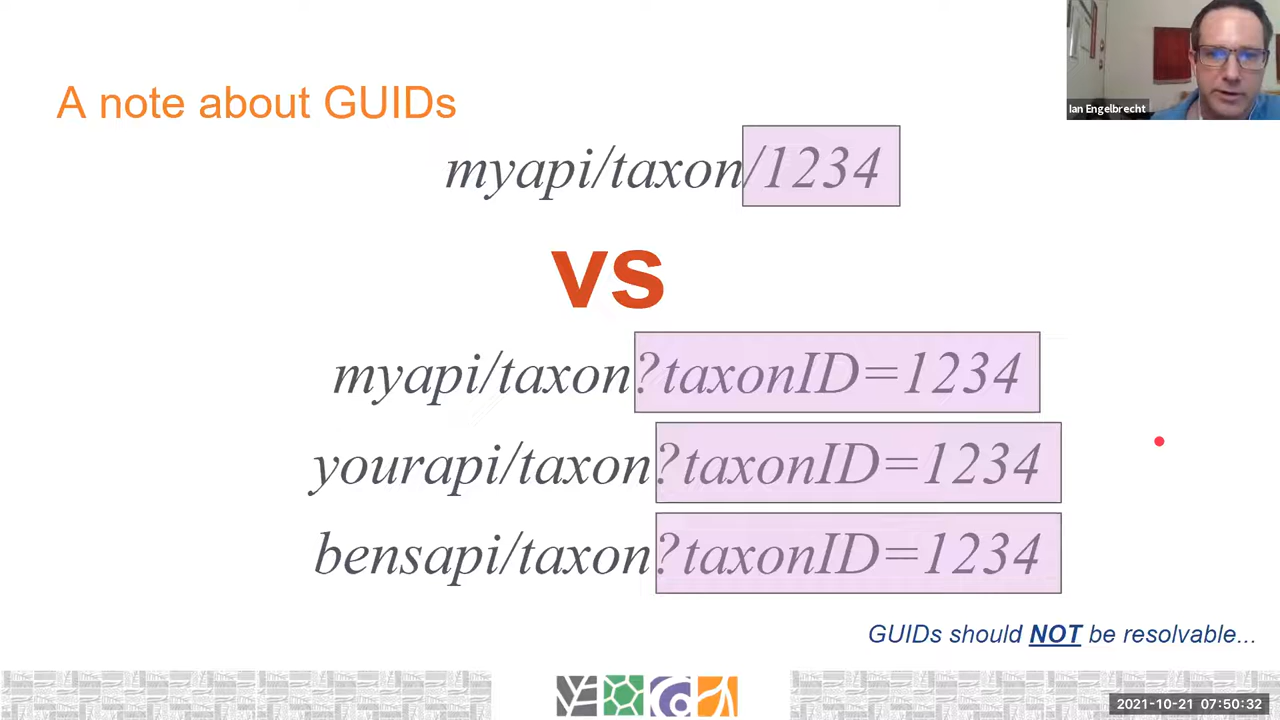 A note about GUIDs
Ian Engelbrecht
myapi/taxon/1234
vs
myapi/taxon?taxonID=1234
yourapi/taxon?taxonID=1234
bensapi/taxon?taxonID=1234
GUIDs should NOT be resolvable...
2021-10-21 07:50:32